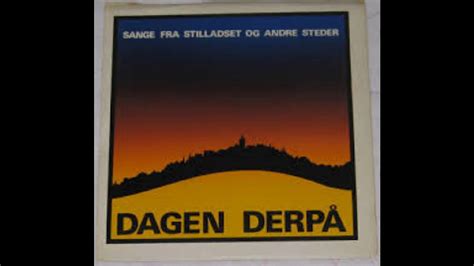 SANGE FRA STILLADSET OG ANDRE STEDER
DAGEN DERPÅ